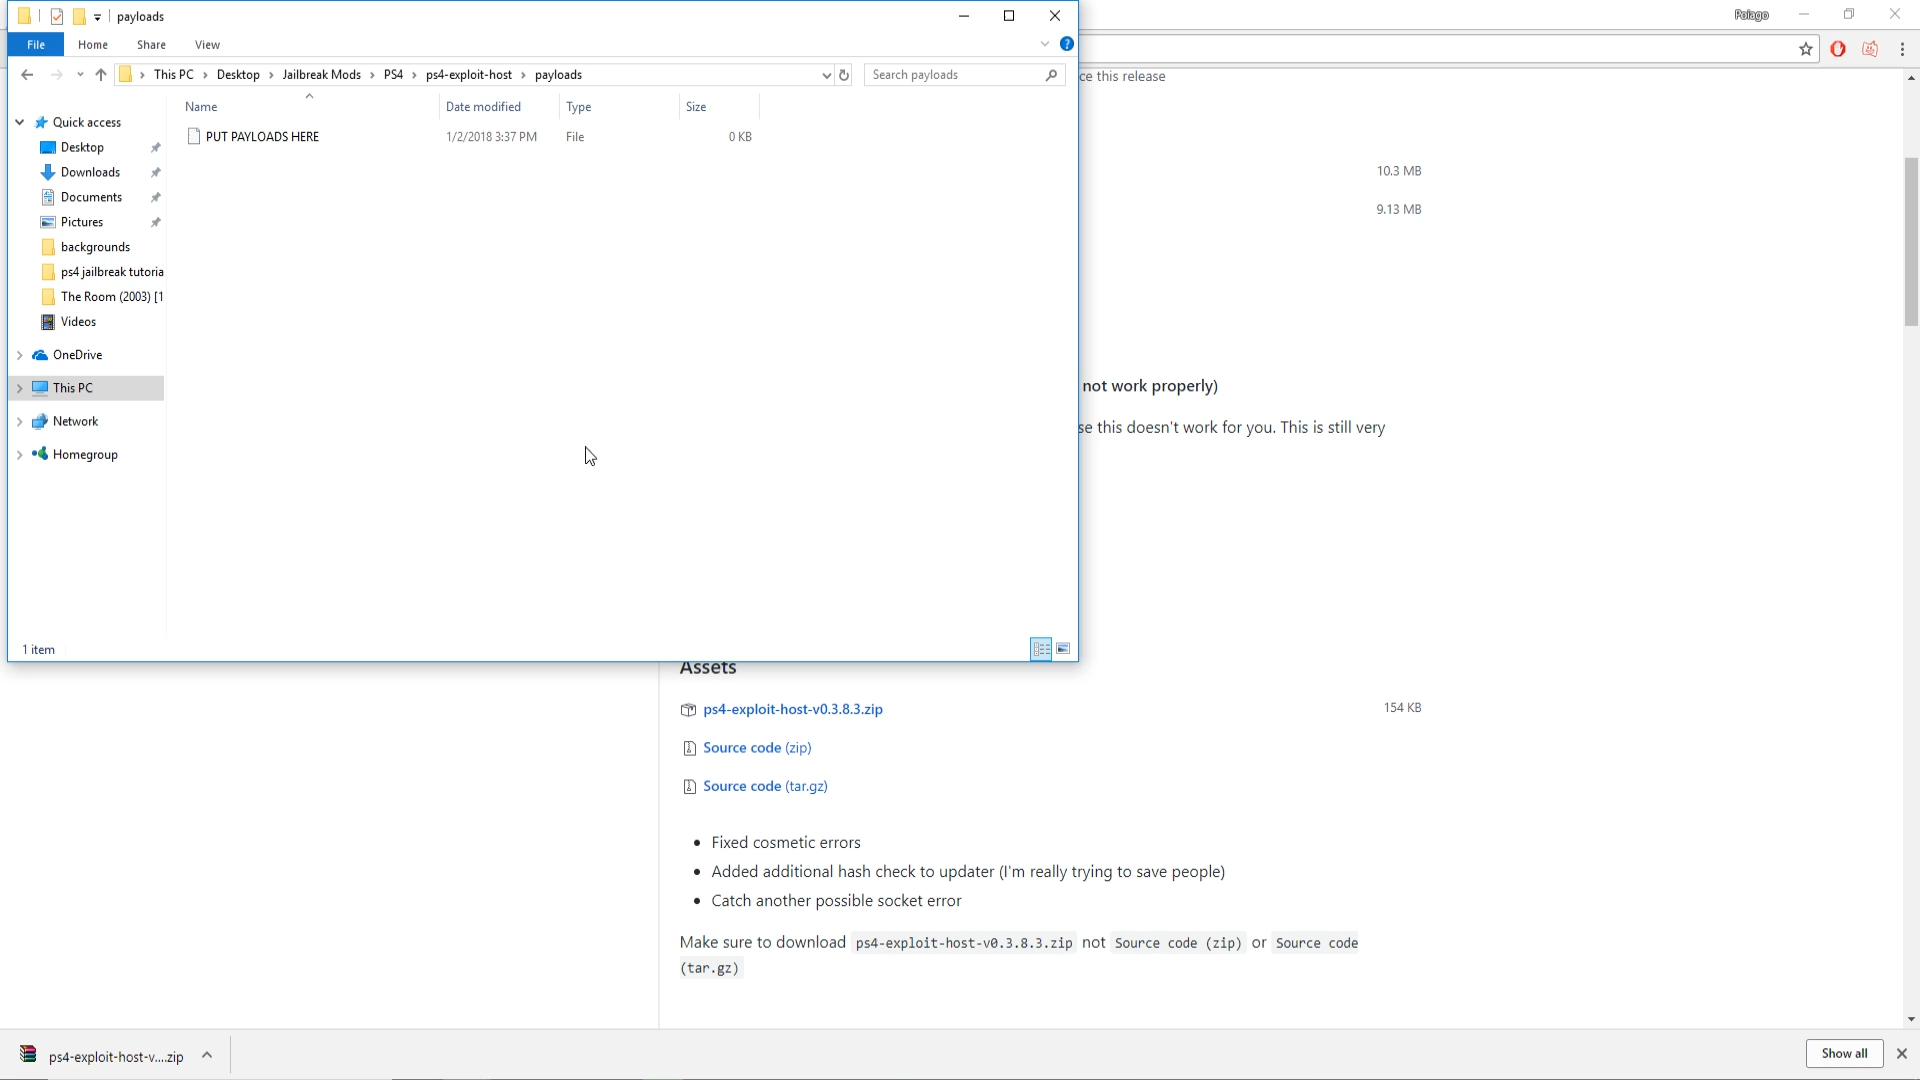 payloads
File Home Share View
This PC > Desktop > Jailbreak Mods > PS4 > ps4-exploit-host > payloads
Search payloads
Name Date modified Type Size
PUT PAYLOADS HERE 1/2/2018 3:37 PM File 0 KB
Quick access
Desktop
Downloads
Documents
Pictures
backgrounds
ps4 jailbreak tutoria
The Room (2003) [1
Videos
OneDrive
This PC
Network
Homegroup
1 item
Poiago
ce this release
10.3 MB
9.13 MB
not work properly)
se this doesn't work for you. This is still very
Assets
ps4-exploit-host-v0.3.8.3.zip 154 KB
Source code (zip)
Source code (tar.gz)
• Fixed cosmetic errors
• Added additional hash check to updater (I'm really trying to save people)
• Catch another possible socket error
Make sure to download ps4-exploit-host-v0.3.8.3.zip not Source code (zip) or Source code
(tar.gz)
ps4-exploit-host-v....zip
Show all